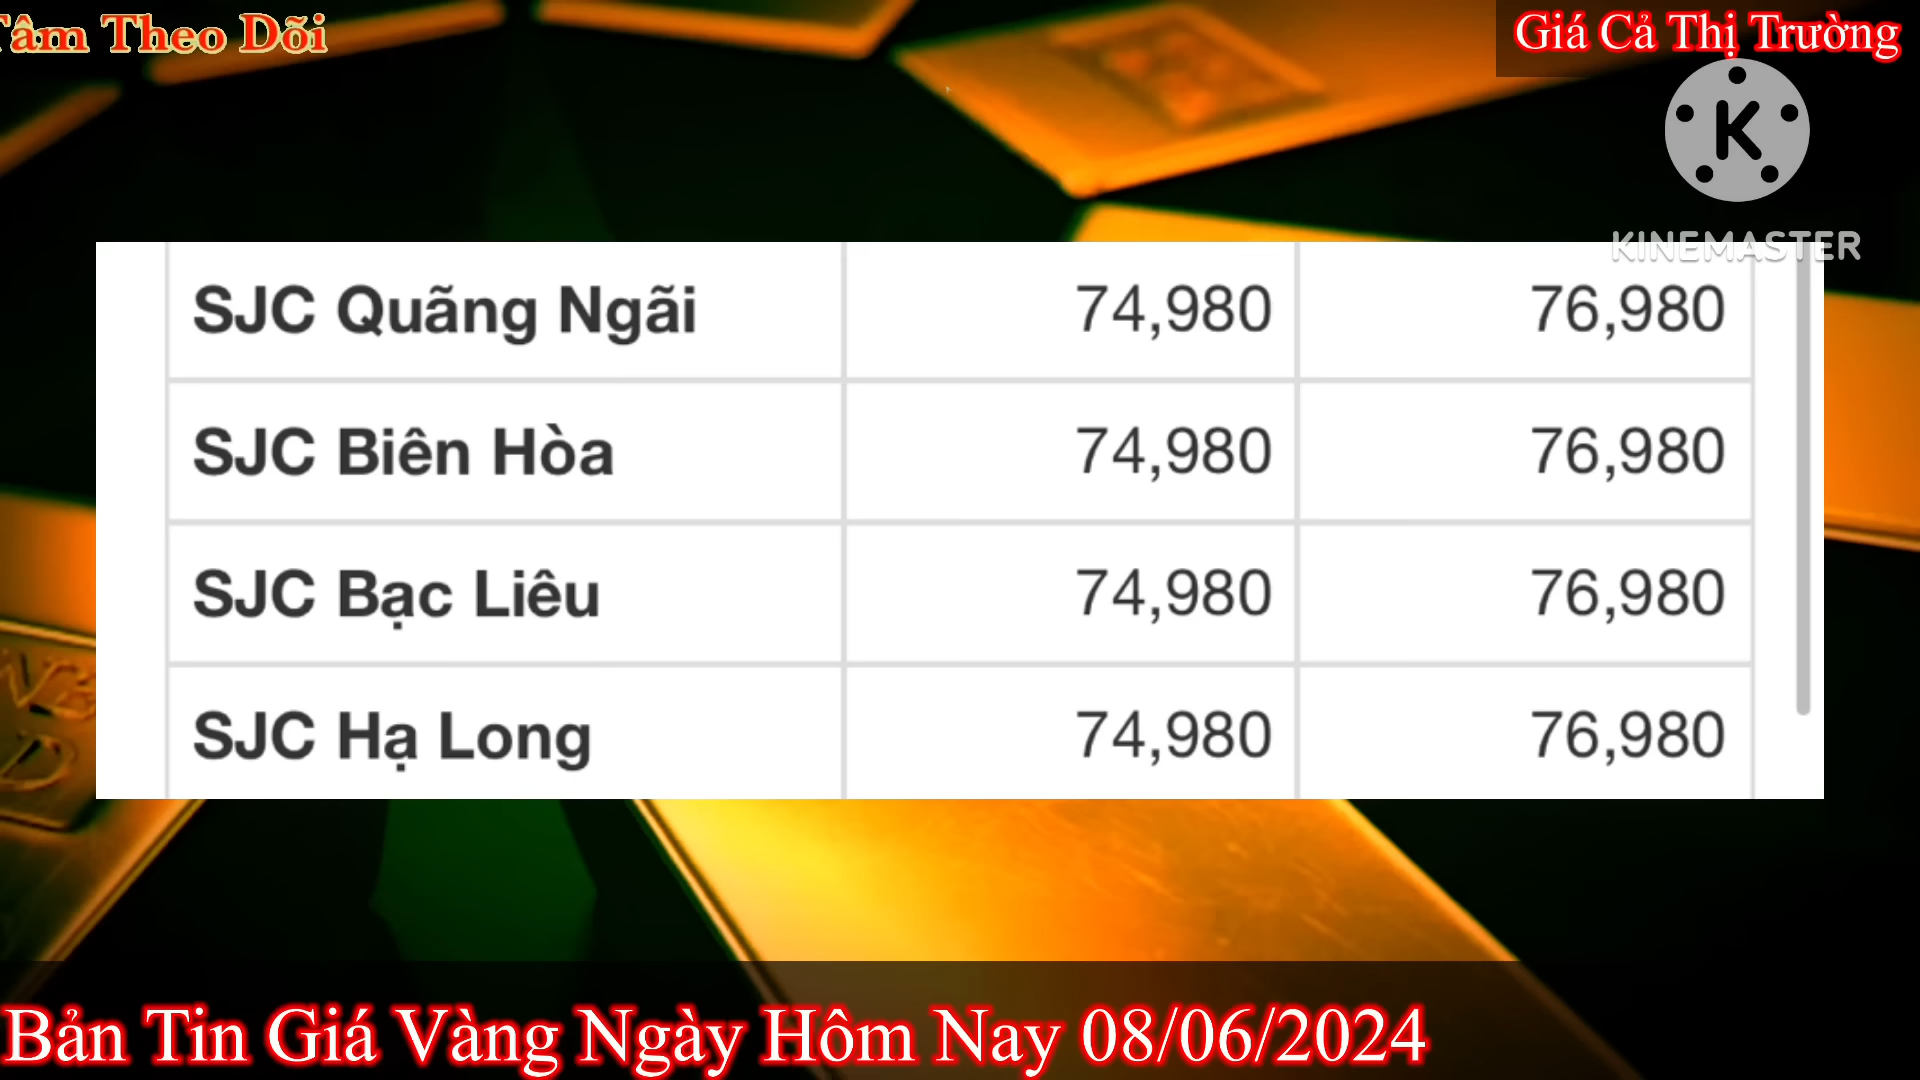 Tâm Theo Dõi
Giá Cả Thị Trường
K
KINEMASTER
SJC Quãng Ngãi 74,980 76,980
SJC Biên Hòa 74,980 76,980
SJC Bạc Liêu 74,980 76,980
SJC Hạ Long 74,980 76,980
Bản Tin Giá Vàng Ngày Hôm Nay 08/06/2024